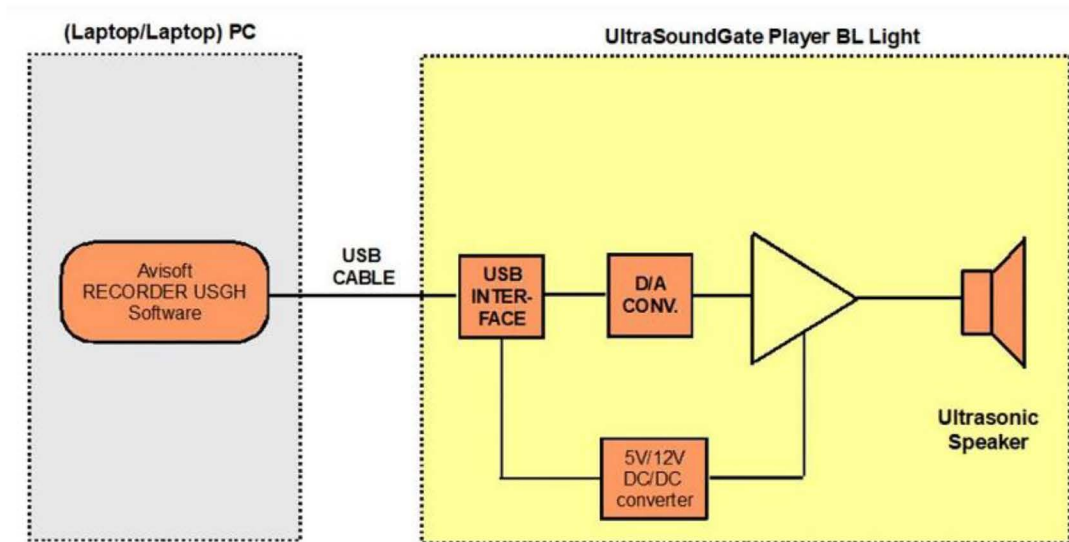 (Laptop/Laptop) PC
UltraSoundGate Player BL Light
Avisoft
RECORDER USGH
Software
USB
CABLE
USB
INTER-
FACE
D/A
CONV.
Ultrasonic
Speaker
5V/12V
DC/DC
converter